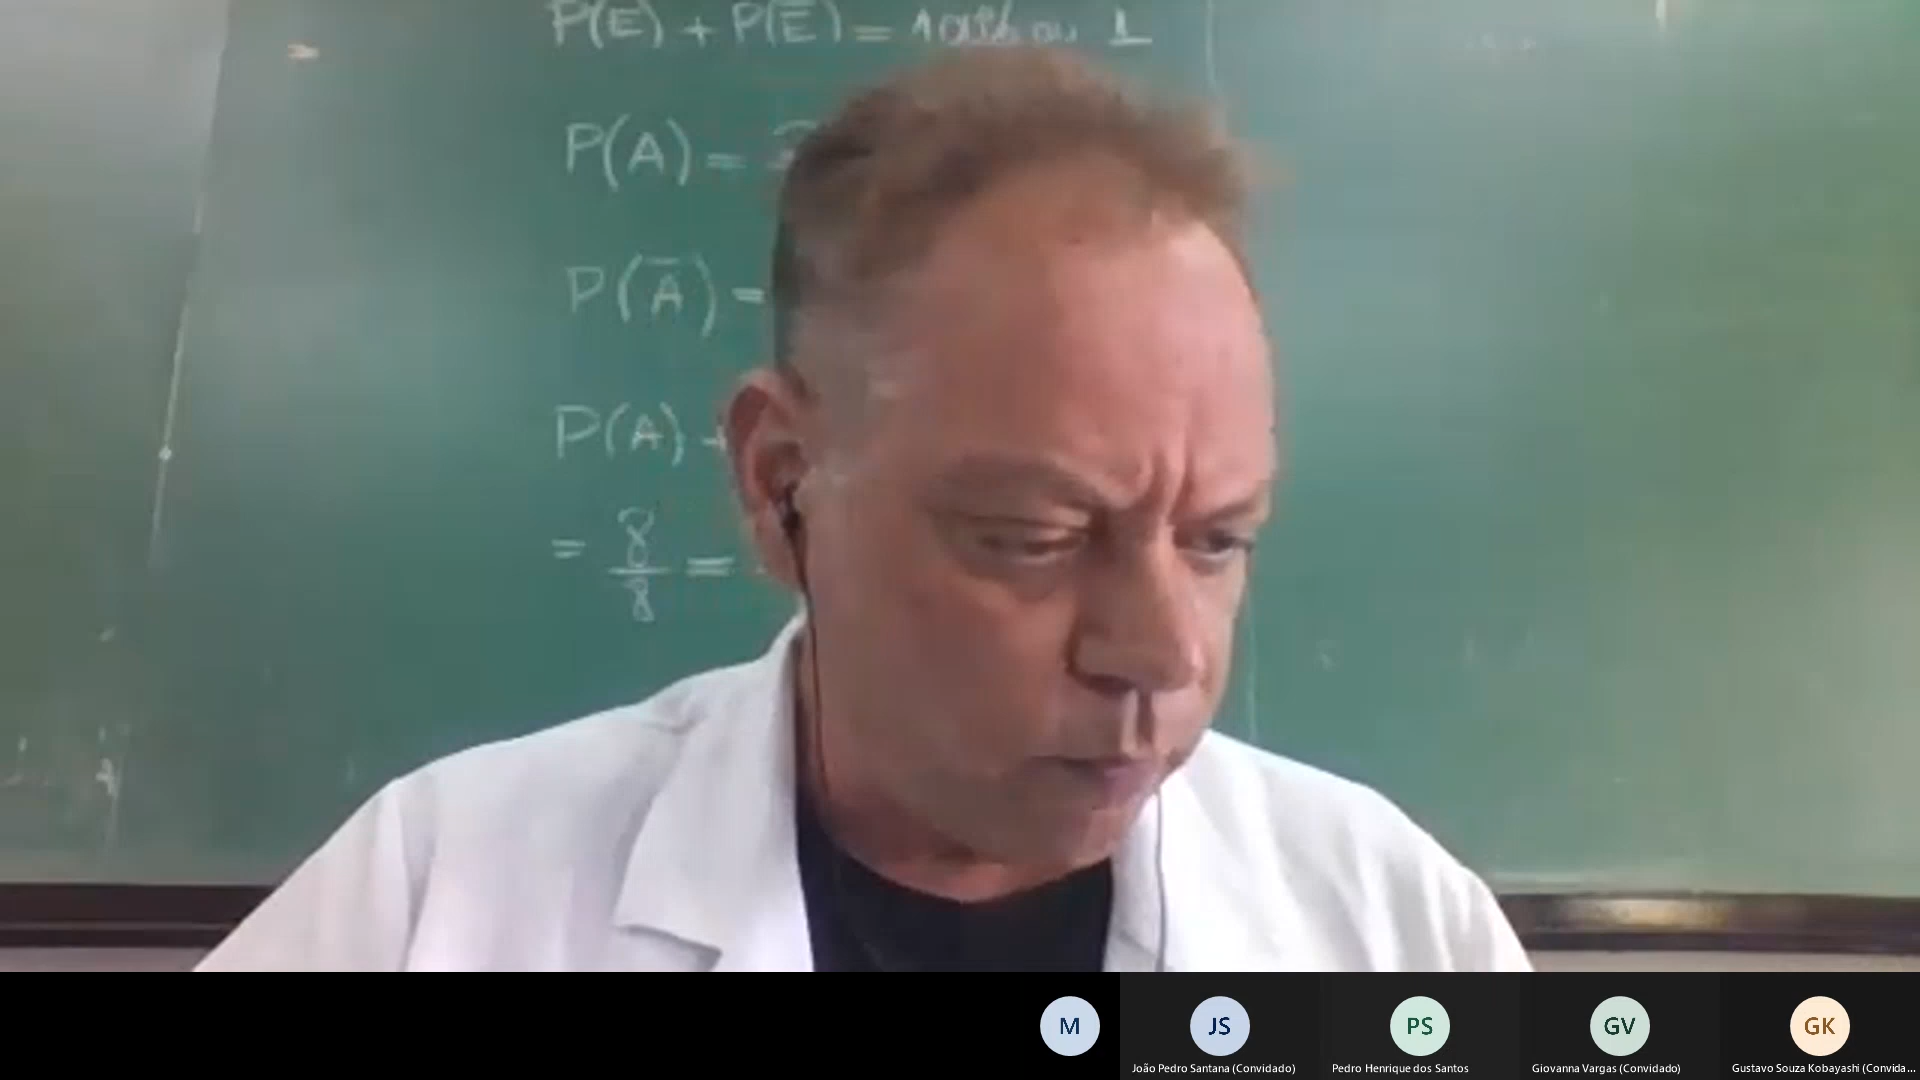 P(E) + P(E̅) = 100% ou 1
P(A) =
P(A̅) =
P(A) +
= 8/8 =
M
JS
PS
GV
GK
João Pedro Santana (Convidado)
Pedro Henrique dos Santos
Giovanna Vargas (Convidado)
Gustavo Souza Kobayashi (Convida...